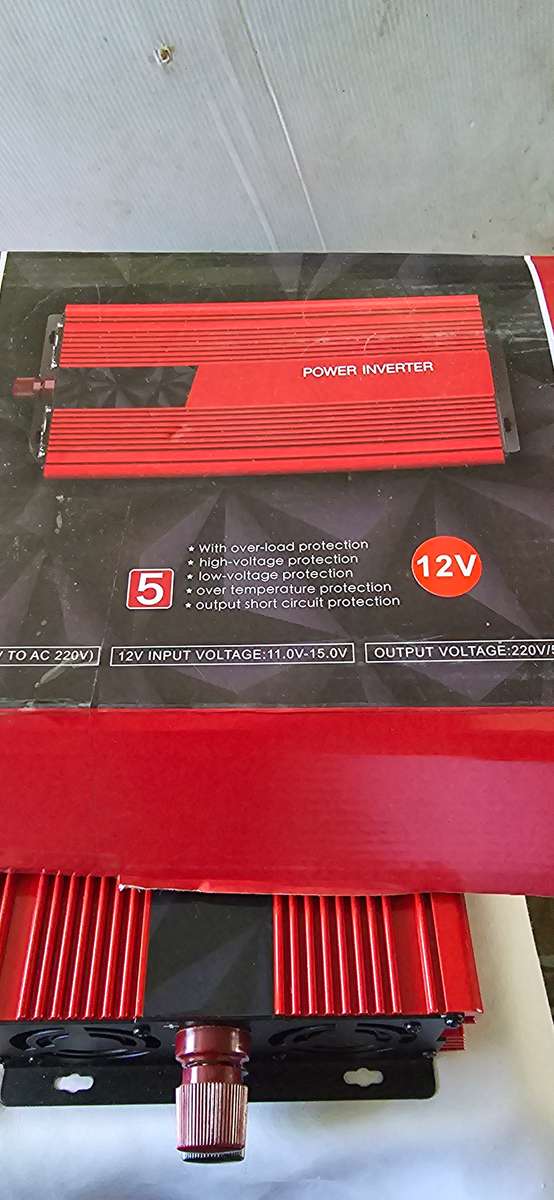 POWER INVERTER
5
* With over-load protection
* high-voltage protection
* low-voltage protection
* over temperature protection
* output short circuit protection
12V
TO AC 220V)
12V INPUT VOLTAGE:11.0V-15.0V
OUTPUT VOLTAGE:220V/5